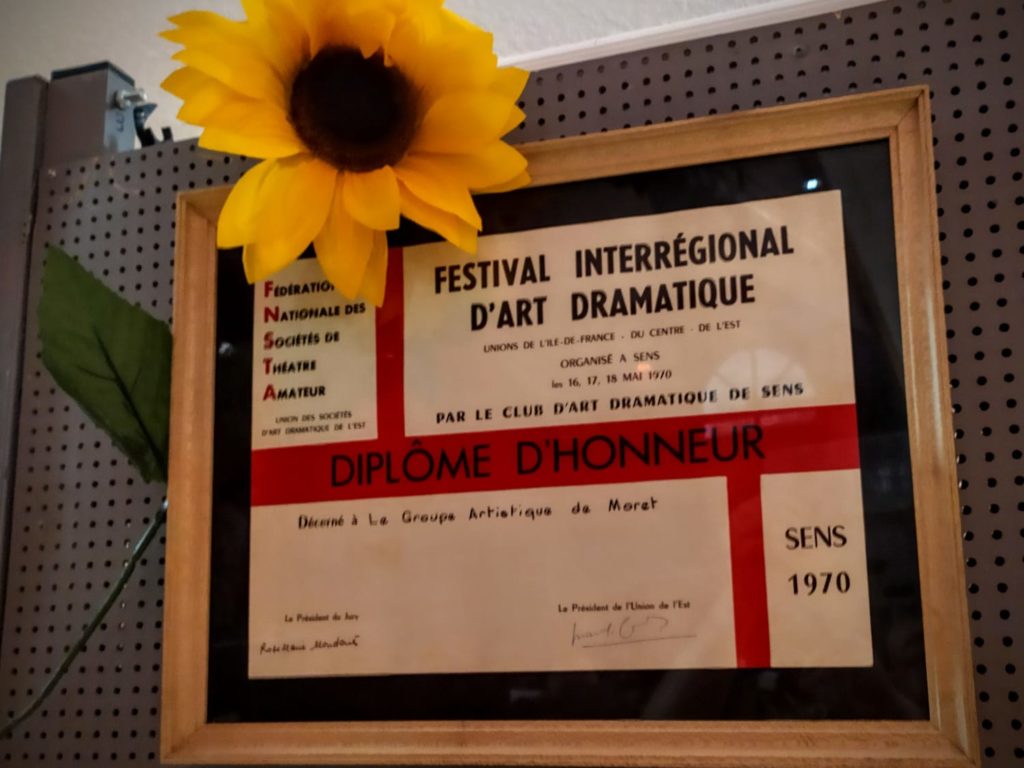 FÉDÉRATION
NATIONALE DES
SOCIÉTÉS DE
THÉATRE
AMATEUR
UNION DES SOCIÉTÉS
D'ART DRAMATIQUE DE L'EST
FESTIVAL INTERRÉGIONAL
D'ART DRAMATIQUE
UNIONS DE L'ILE-DE-FRANCE - DU CENTRE - DE L'EST
ORGANISÉ A SENS
les 16, 17, 18 MAI 1970
PAR LE CLUB D'ART DRAMATIQUE DE SENS
DIPLÔME D'HONNEUR
Décerné à Le Groupe Artistique de Moret
SENS
1970
Le Président du Jury
Le Président de l'Union de l'Est